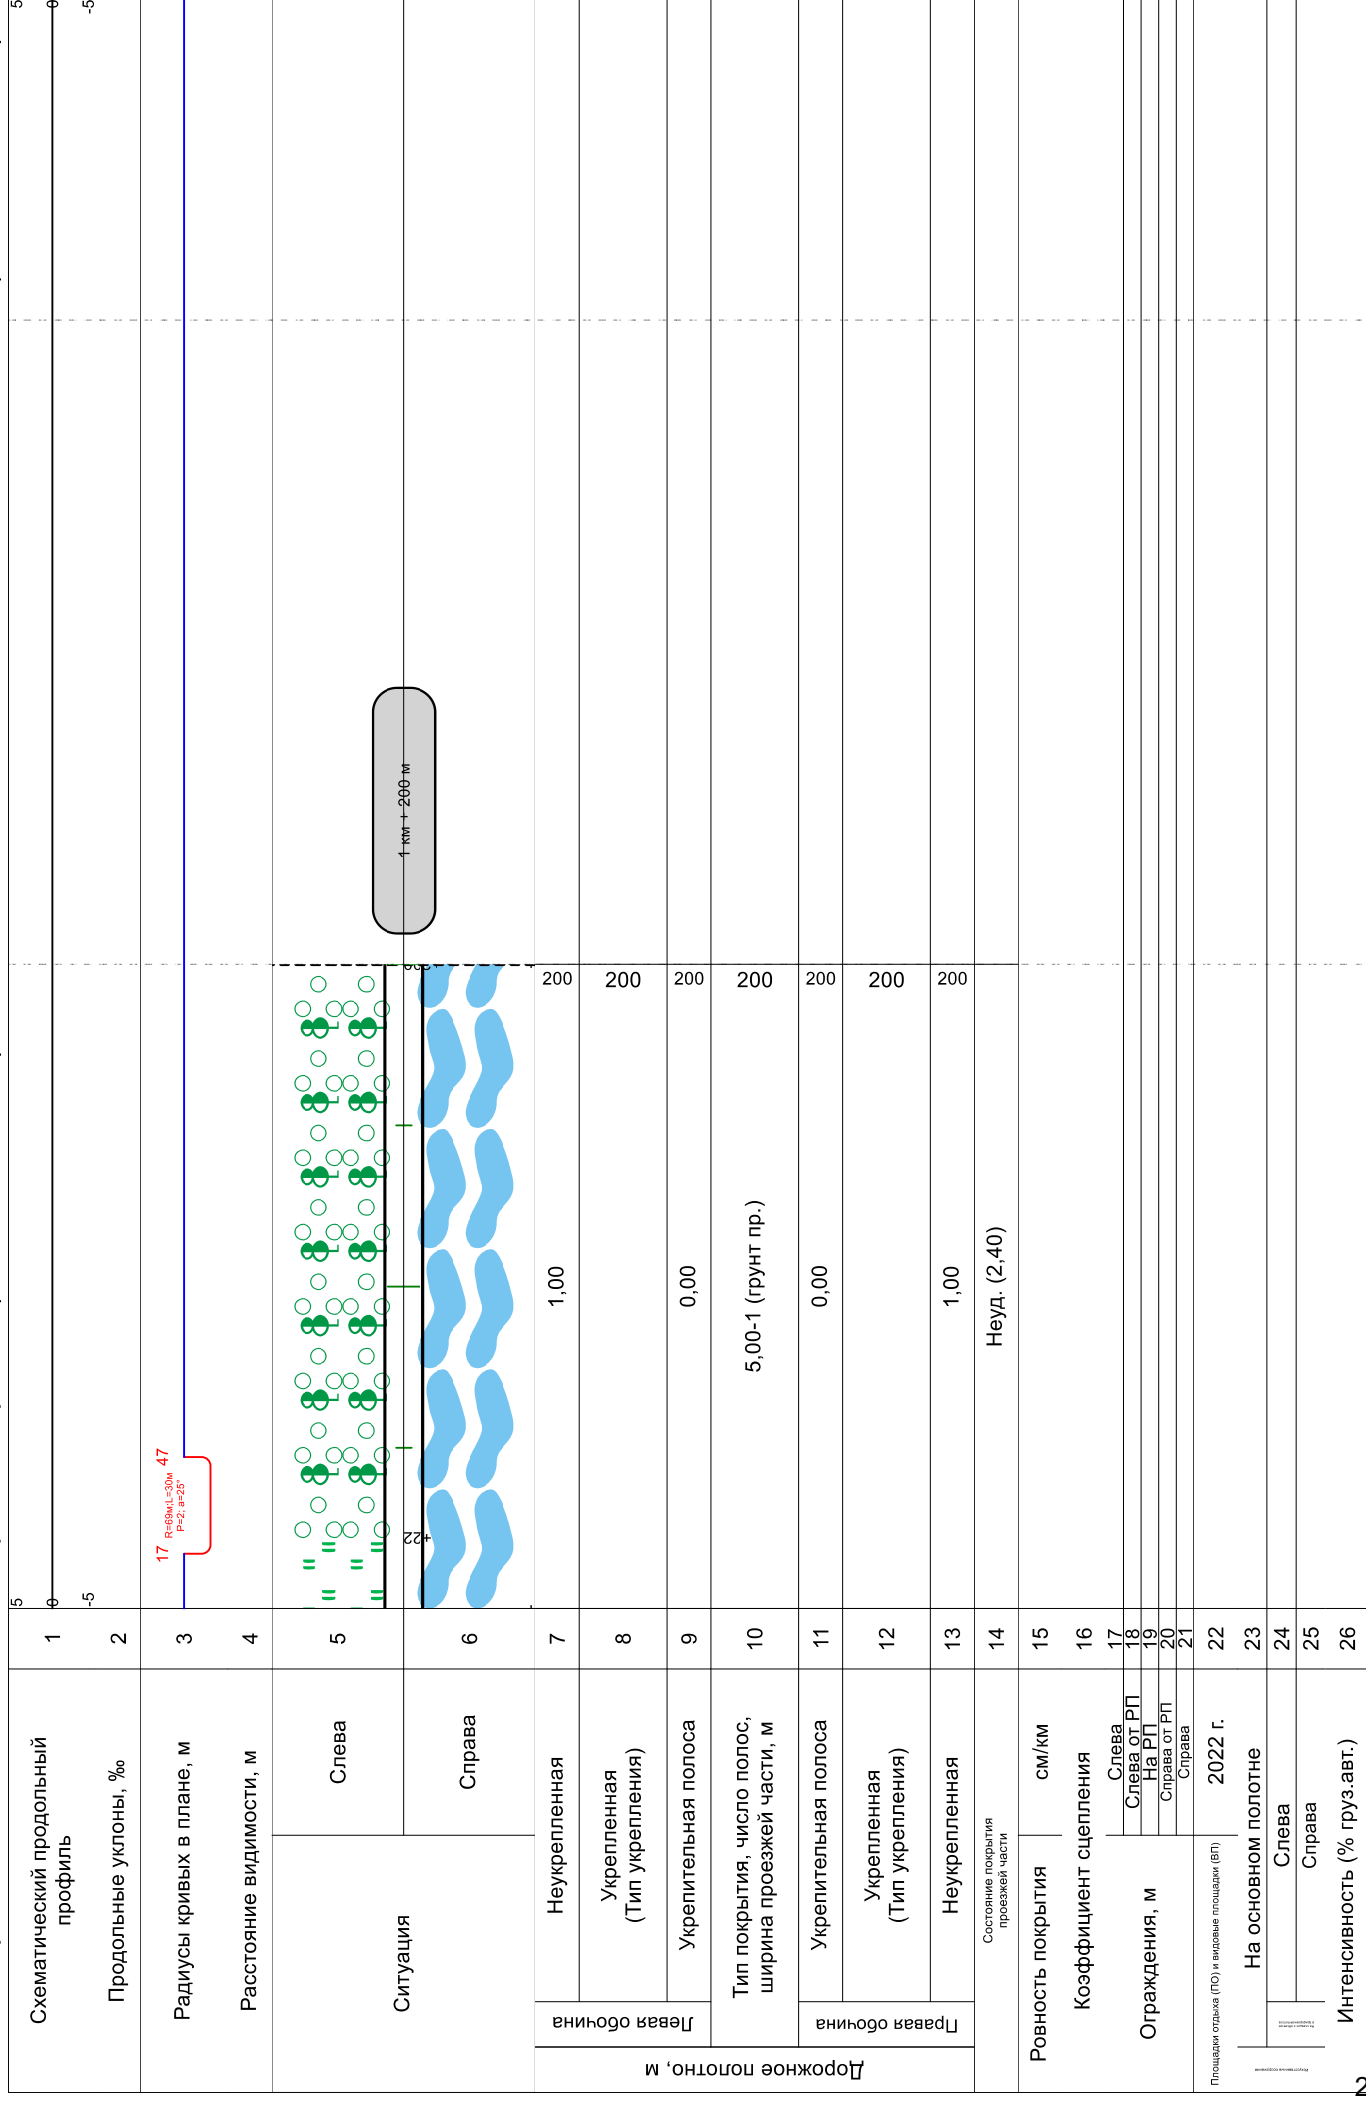 5
0
-5
Схематический продольный
профиль
1
5
0
-5
Продольные уклоны, ‰
2
Радиусы кривых в плане, м
3
17
R=69м;L=30м
P=2; a=25°
47
Расстояние видимости, м
4
Ситуация
Слева
5
Справа
6
+22
1 км + 200 м
Дорожное полотно, м
Левая обочина
Неукрепленная
7
1,00
200
Укрепленная
(Тип укрепления)
8
200
Укрепительная полоса
9
0,00
200
Тип покрытия, число полос,
ширина проезжей части, м
10
5,00-1 (грунт пр.)
200
Правая обочина
Укрепительная полоса
11
0,00
200
Укрепленная
(Тип укрепления)
12
200
Неукрепленная
13
1,00
200
Состояние покрытия
проезжей части
14
Неуд. (2,40)
Ровность покрытия
см/км
15
Коэффициент сцепления
16
Ограждения, м
Слева
17
Слева от РП
18
На РП
19
Справа от РП
20
Справа
21
Площадки отдыха (ПО) и видовые площадки (ВП)
2022 г.
22
На основном полотне
23
Слева
24
Справа
25
Интенсивность (% груз.авт.)
26
2